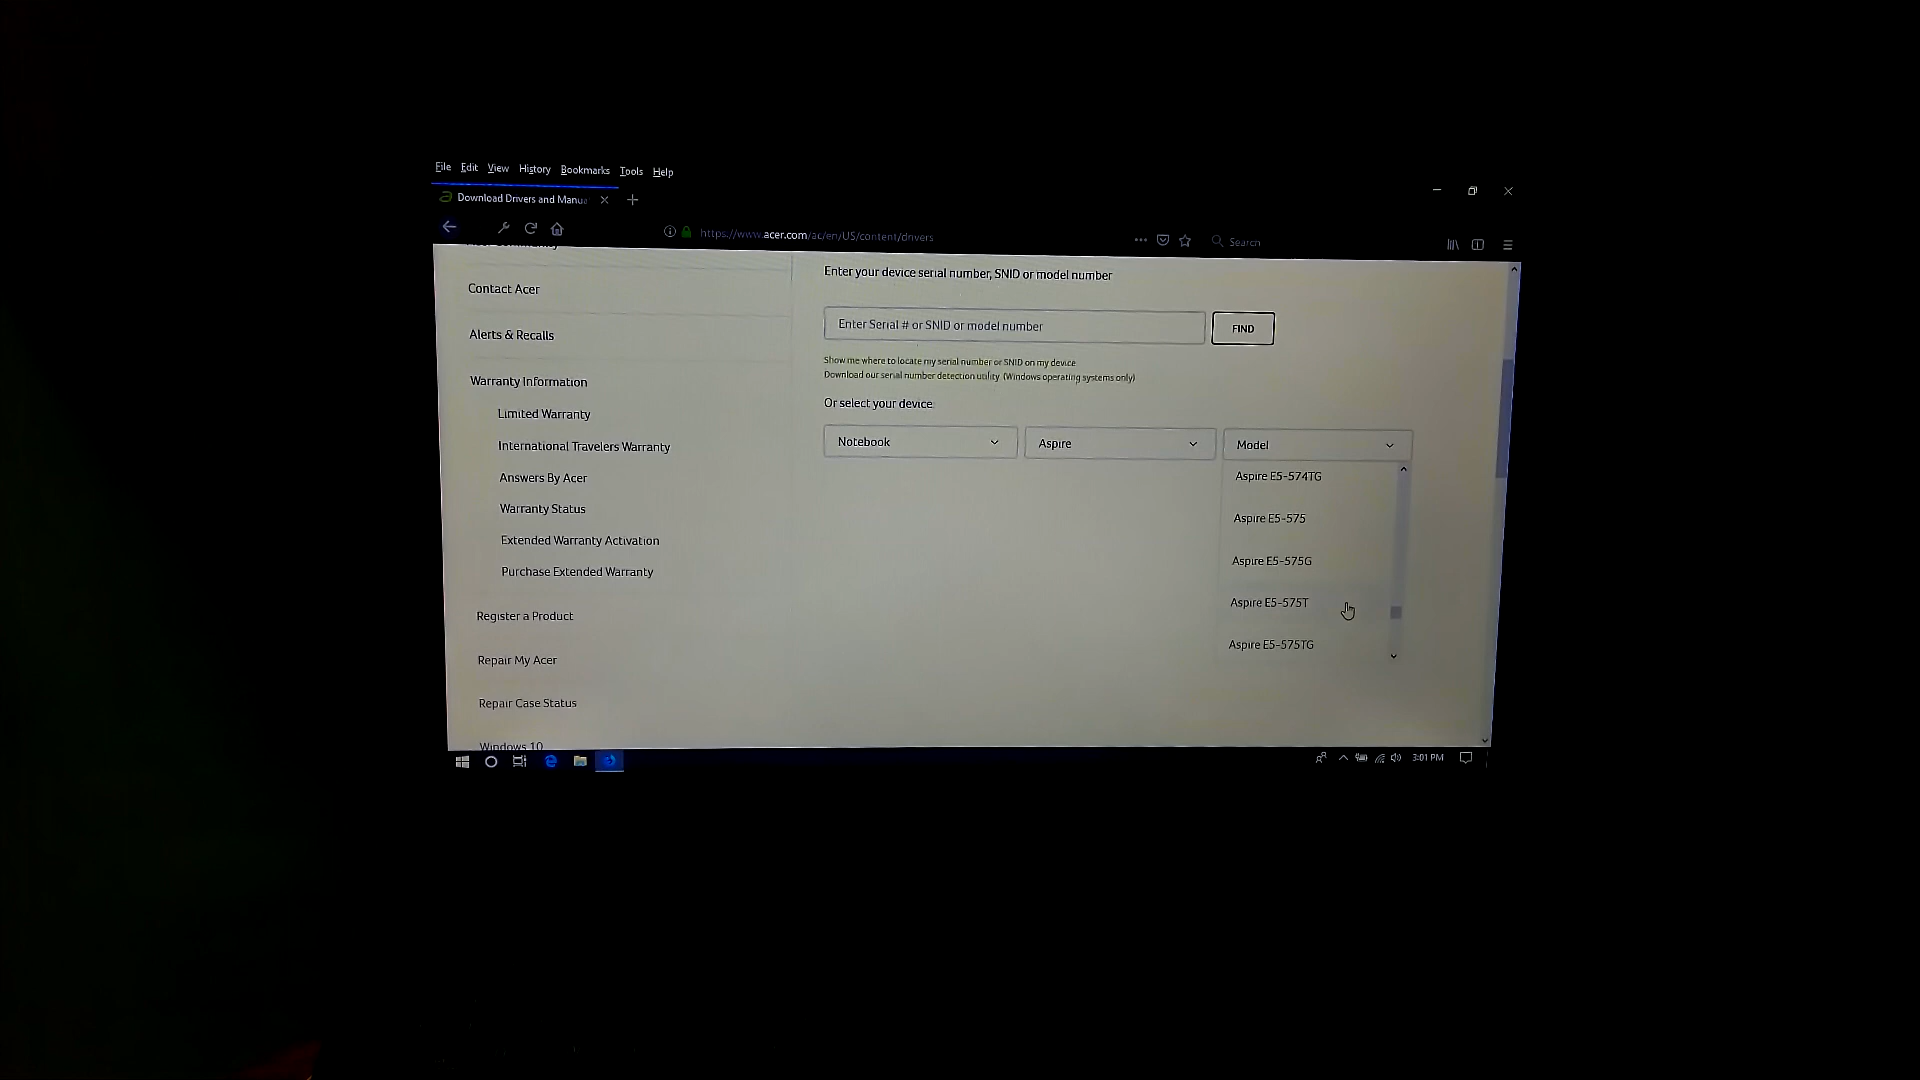 File Edit View History Bookmarks Tools Help
Download Drivers and Manua
https://www.acer.com/ac/en/US/content/drivers
Search
Contact Acer
Alerts & Recalls
Warranty Information
Limited Warranty
International Travelers Warranty
Answers By Acer
Warranty Status
Extended Warranty Activation
Purchase Extended Warranty
Register a Product
Repair My Acer
Repair Case Status
Windows 10
Enter your device serial number, SNID or model number
Enter Serial # or SNID or model number
FIND
Show me where to locate my serial number or SNID on my device
Download our serial number detection utility (Windows operating systems only)
Or select your device
Notebook Aspire Model
Aspire E5-574TG
Aspire E5-575
Aspire E5-575G
Aspire E5-575T
Aspire E5-575TG
3:01 PM